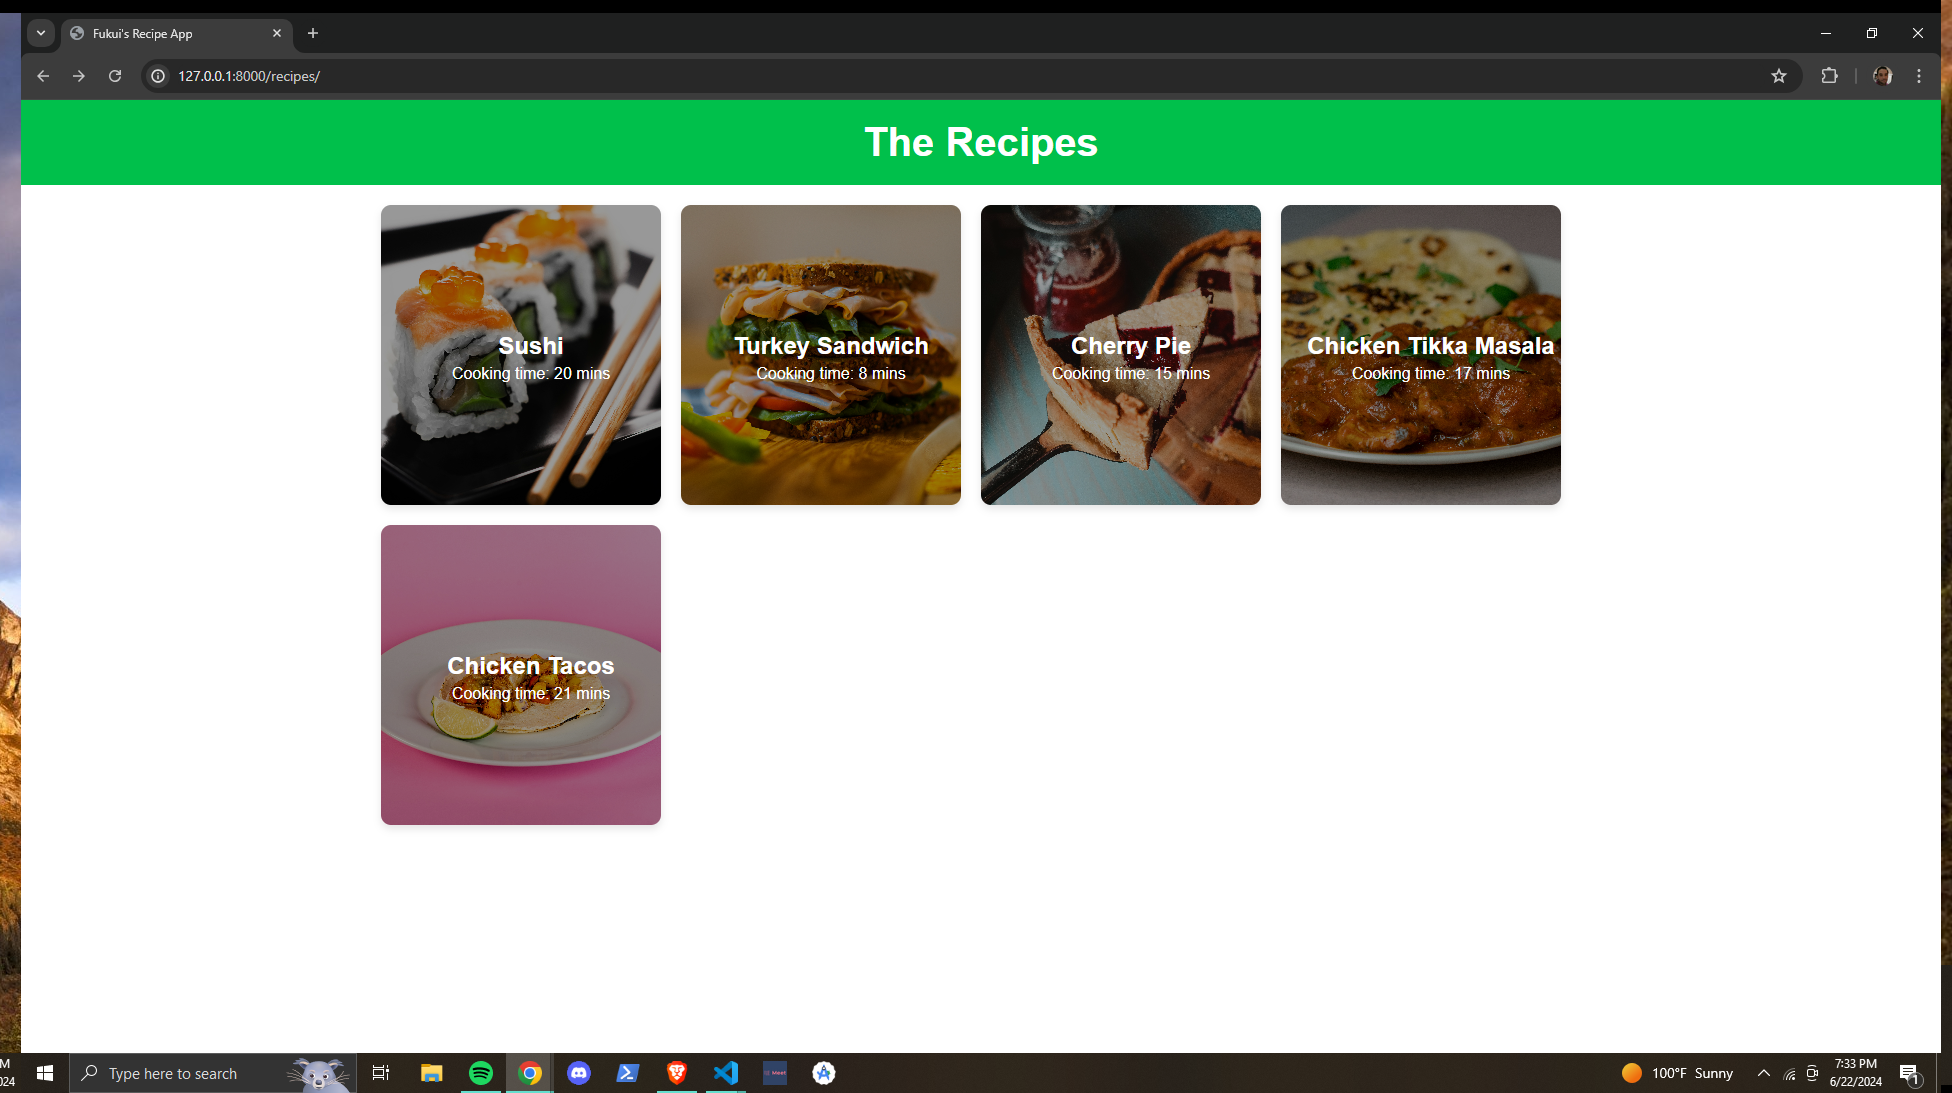 Fukui's Recipe App
127.0.0.1:8000/recipes/
The Recipes
Sushi
Cooking time: 20 mins
Turkey Sandwich
Cooking time: 8 mins
Cherry Pie
Cooking time: 15 mins
Chicken Tikka Masala
Cooking time: 17 mins
Chicken Tacos
Cooking time: 21 mins
M
024
Type here to search
Meet
100°F Sunny
7:33 PM
6/22/2024
1